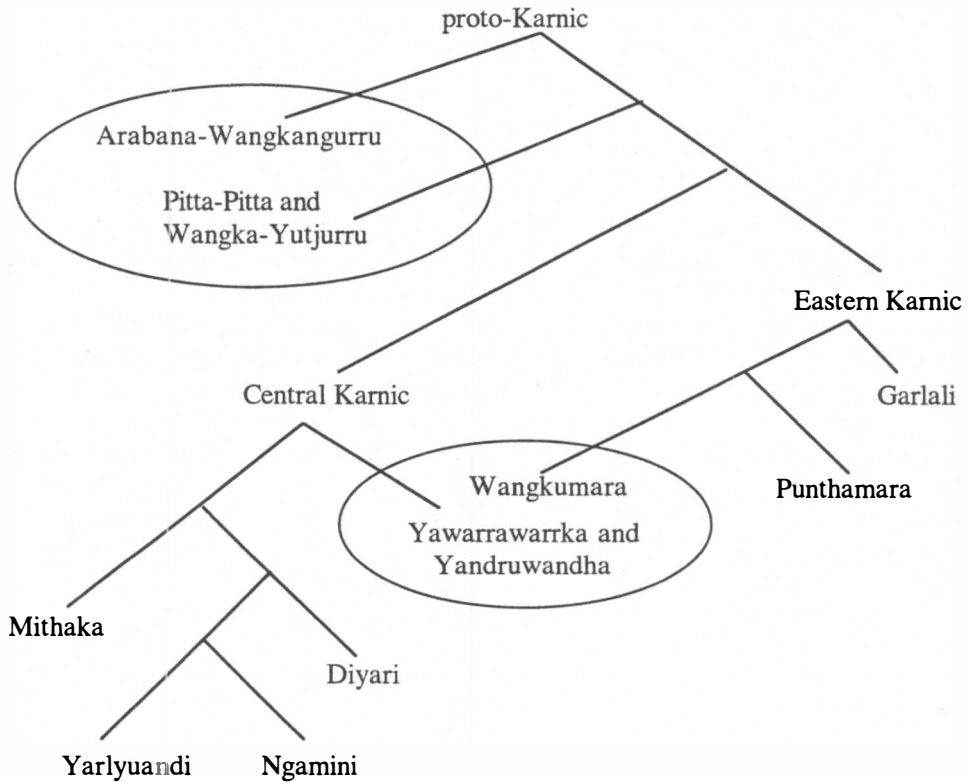 proto-Karnic
Arabana-Wangkangurru
Pitta-Pitta and
Wangka-Yutjurru
Eastern Karnic
Central Karnic
Garlali
Wangkumara
Punthamara
Yawarrawarrka and
Yandruwandha
Mithaka
Diyari
Yarlyuandi
Ngamini